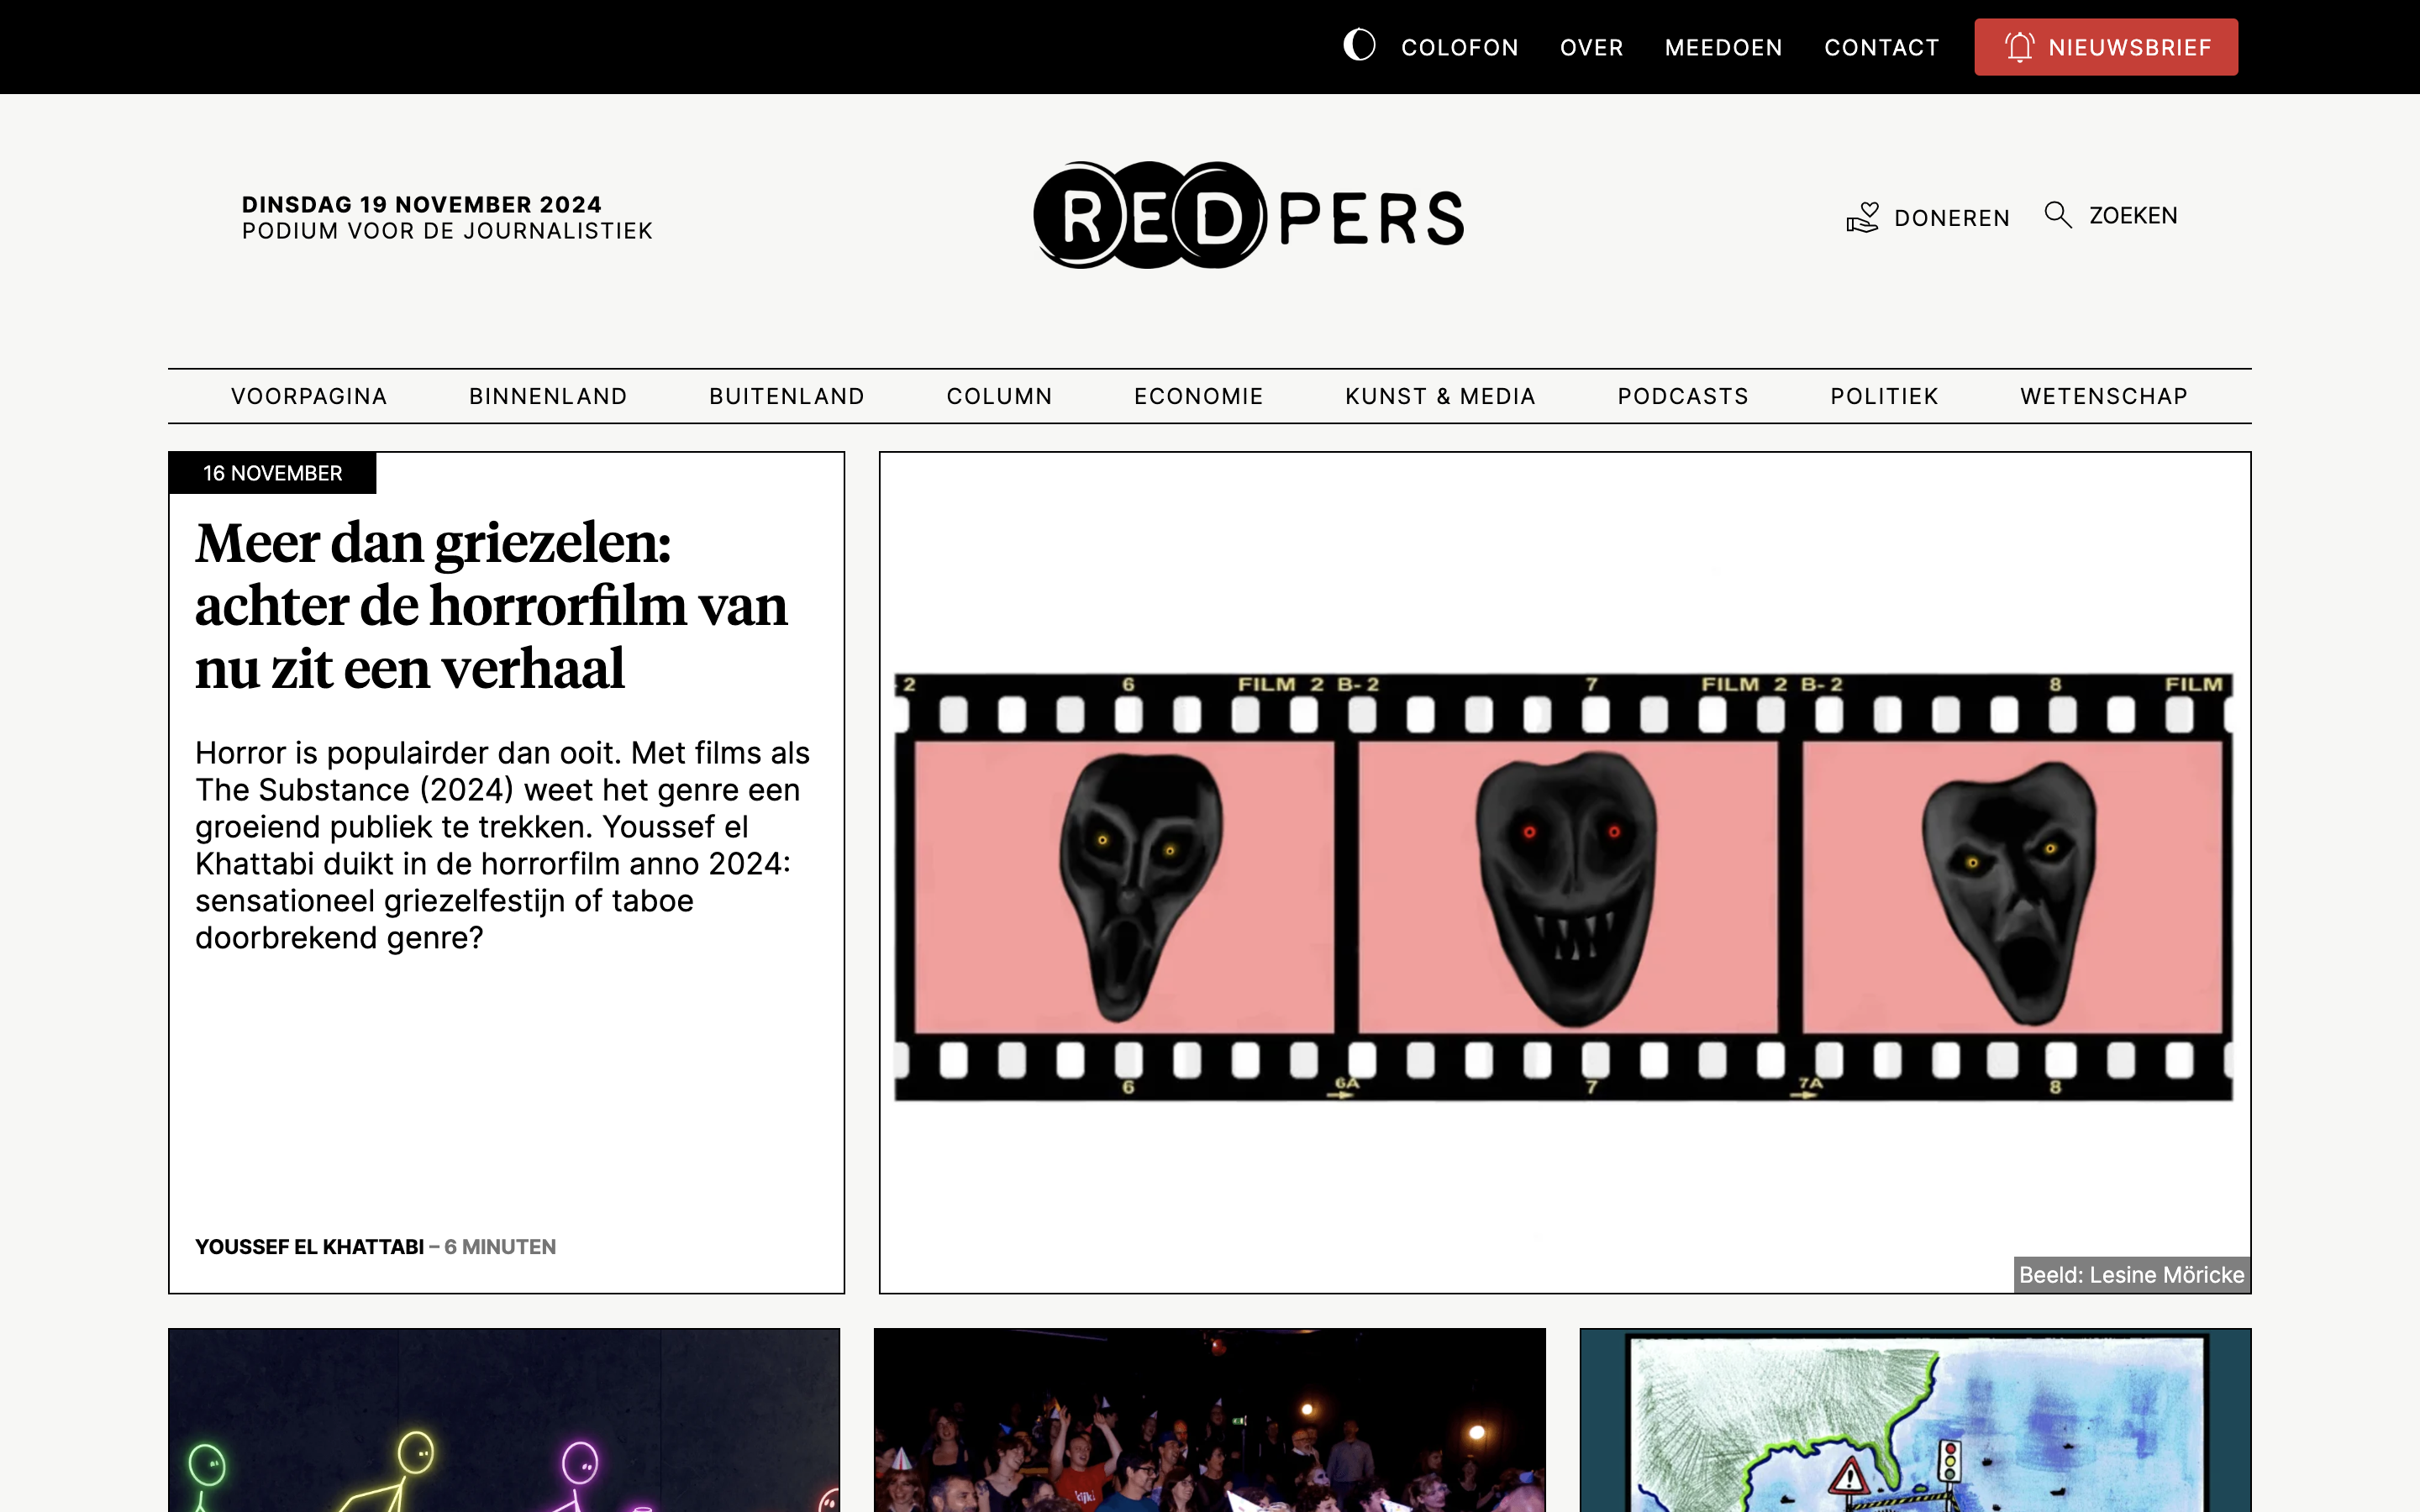 COLOFON
OVER
MEEDOEN
CONTACT
NIEUWSBRIEF
DINSDAG 19 NOVEMBER 2024
PODIUM VOOR DE JOURNALISTIEK
RED PERS
DONEREN
ZOEKEN
VOORPAGINA
BINNENLAND
BUITENLAND
COLUMN
ECONOMIE
KUNST & MEDIA
PODCASTS
POLITIEK
WETENSCHAP
16 NOVEMBER
Meer dan griezelen:
achter de horrorfilm van
nu zit een verhaal
Horror is populairder dan ooit. Met films als
The Substance (2024) weet het genre een
groeiend publiek te trekken. Youssef el
Khattabi duikt in de horrorfilm anno 2024:
sensationeel griezelfestijn of taboe
doorbrekend genre?
YOUSSEF EL KHATTABI – 6 MINUTEN
2 6 FILM 2 B- 2 7 FILM 2 B- 2 8 FILM
6 6A 7 7A 8
Beeld: Lesine Möricke